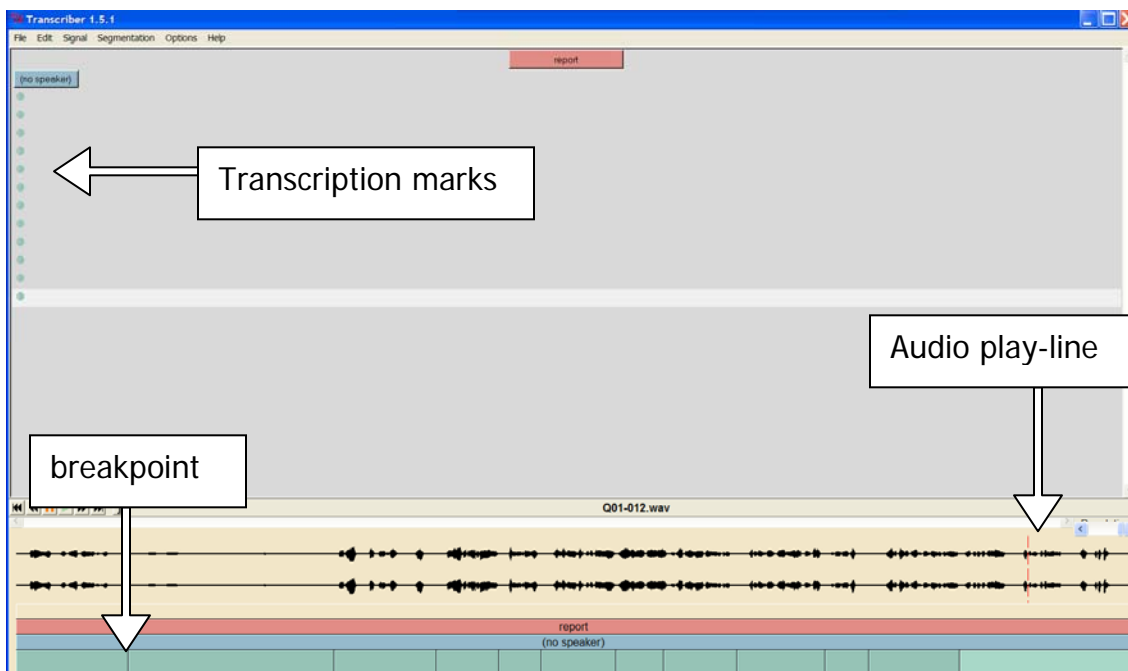 Transcriber 1.5.1
File Edit Signal Segmentation Options Help
report
(no speaker)
Transcription marks
Audio play-line
breakpoint
Q01-012.wav
report
(no speaker)